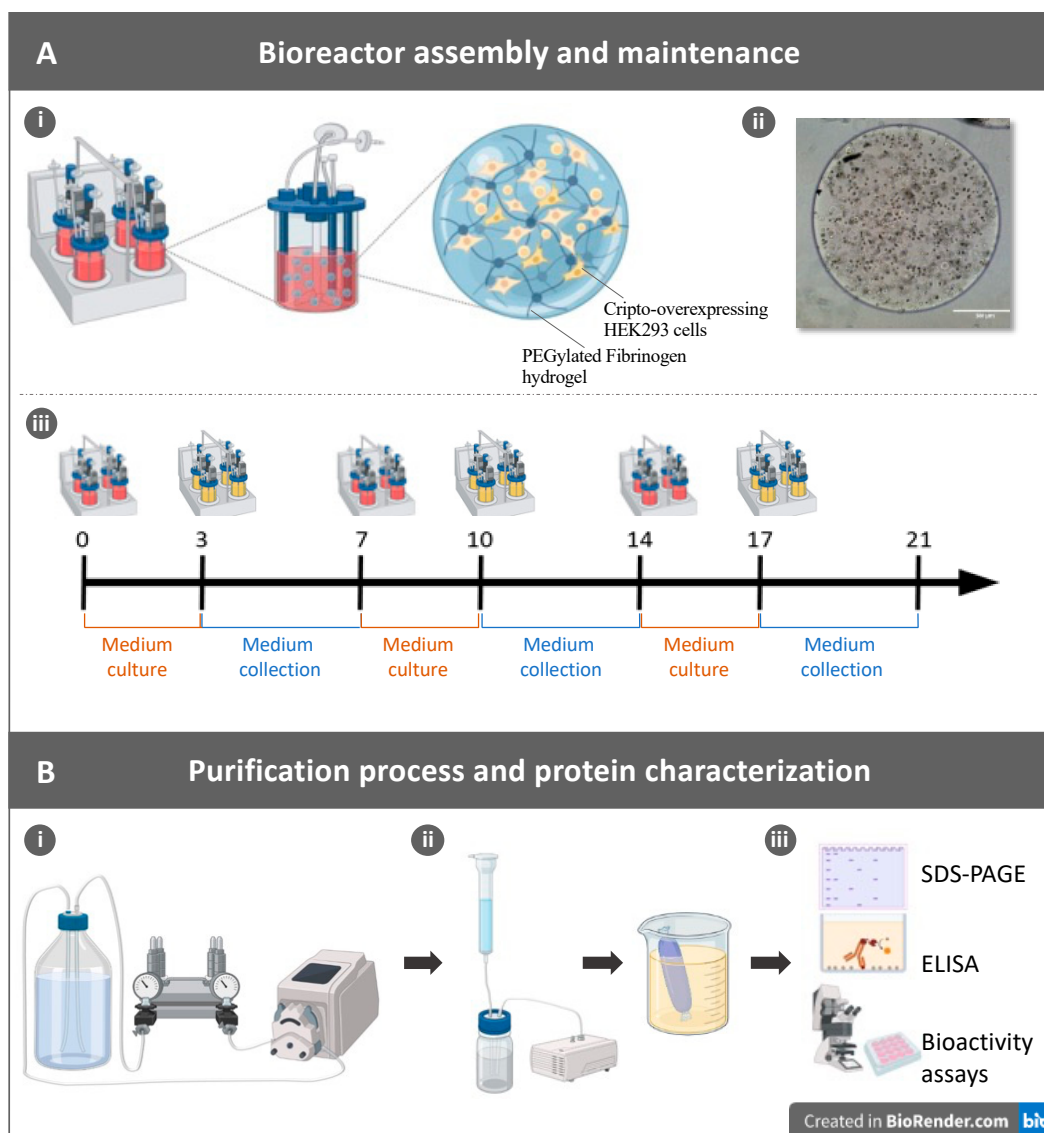 A
Bioreactor assembly and maintenance
i
ii
Cripto-overexpressing
HEK293 cells
PEGylated Fibrinogen
hydrogel
iii
0 3 7 10 14 17 21
Medium
culture
Medium
collection
Medium
culture
Medium
collection
Medium
culture
Medium
collection
B
Purification process and protein characterization
i
ii
iii
SDS-PAGE
ELISA
Bioactivity
assays
Created in BioRender.com